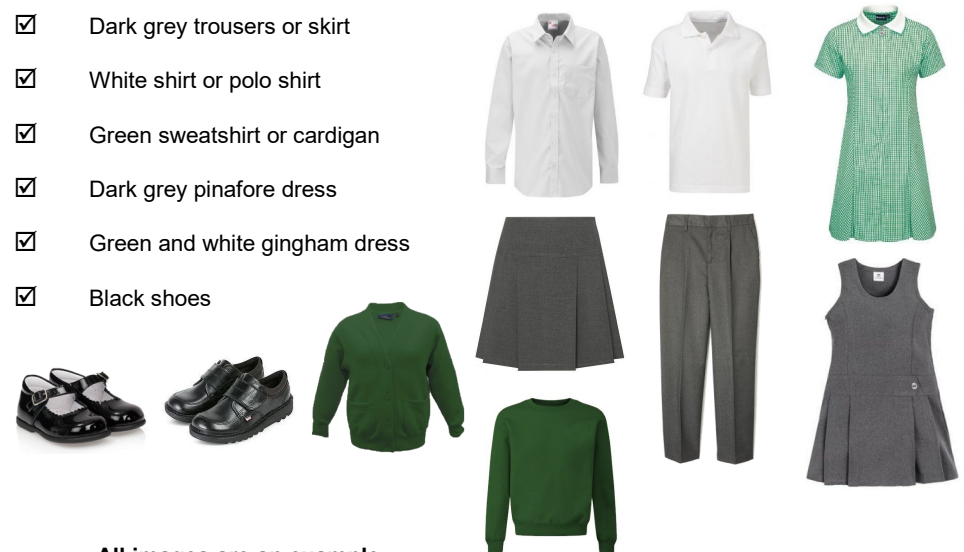 ☑ Dark grey trousers or skirt
☑ White shirt or polo shirt
☑ Green sweatshirt or cardigan
☑ Dark grey pinafore dress
☑ Green and white gingham dress
☑ Black shoes
All images are an example